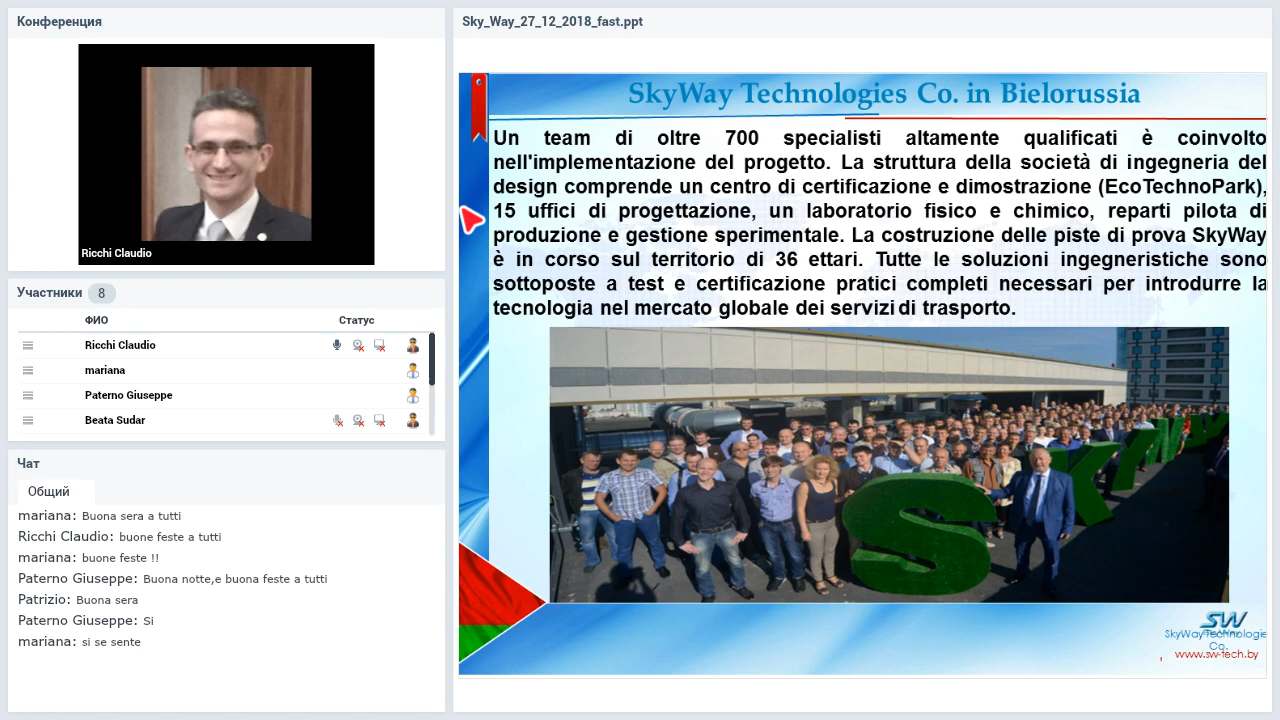 Конференция
Ricchi Claudio
Участники 8
ФИО Статус
Ricchi Claudio
mariana
Paterno Giuseppe
Beata Sudar
Чат
Общий
mariana: Buona sera a tutti
Ricchi Claudio: buone feste a tutti
mariana: buone feste !!
Paterno Giuseppe: Buona notte,e buona feste a tutti
Patrizio: Buona sera
Paterno Giuseppe: Si
mariana: si se sente
Sky_Way_27_12_2018_fast.ppt
SkyWay Technologies Co. in Bielorussia
Un team di oltre 700 specialisti altamente qualificati è coinvolto
nell'implementazione del progetto. La struttura della società di ingegneria del
design comprende un centro di certificazione e dimostrazione (EcoTechnoPark),
15 uffici di progettazione, un laboratorio fisico e chimico, reparti pilota di
produzione e gestione sperimentale. La costruzione delle piste di prova SkyWay
è in corso sul territorio di 36 ettari. Tutte le soluzioni ingegneristiche sono
sottoposte a test e certificazione pratici completi necessari per introdurre la
tecnologia nel mercato globale dei servizi di trasporto.
SKYWAY
SW
SkyWay Technologie
Co.
, www.sw-tech.by